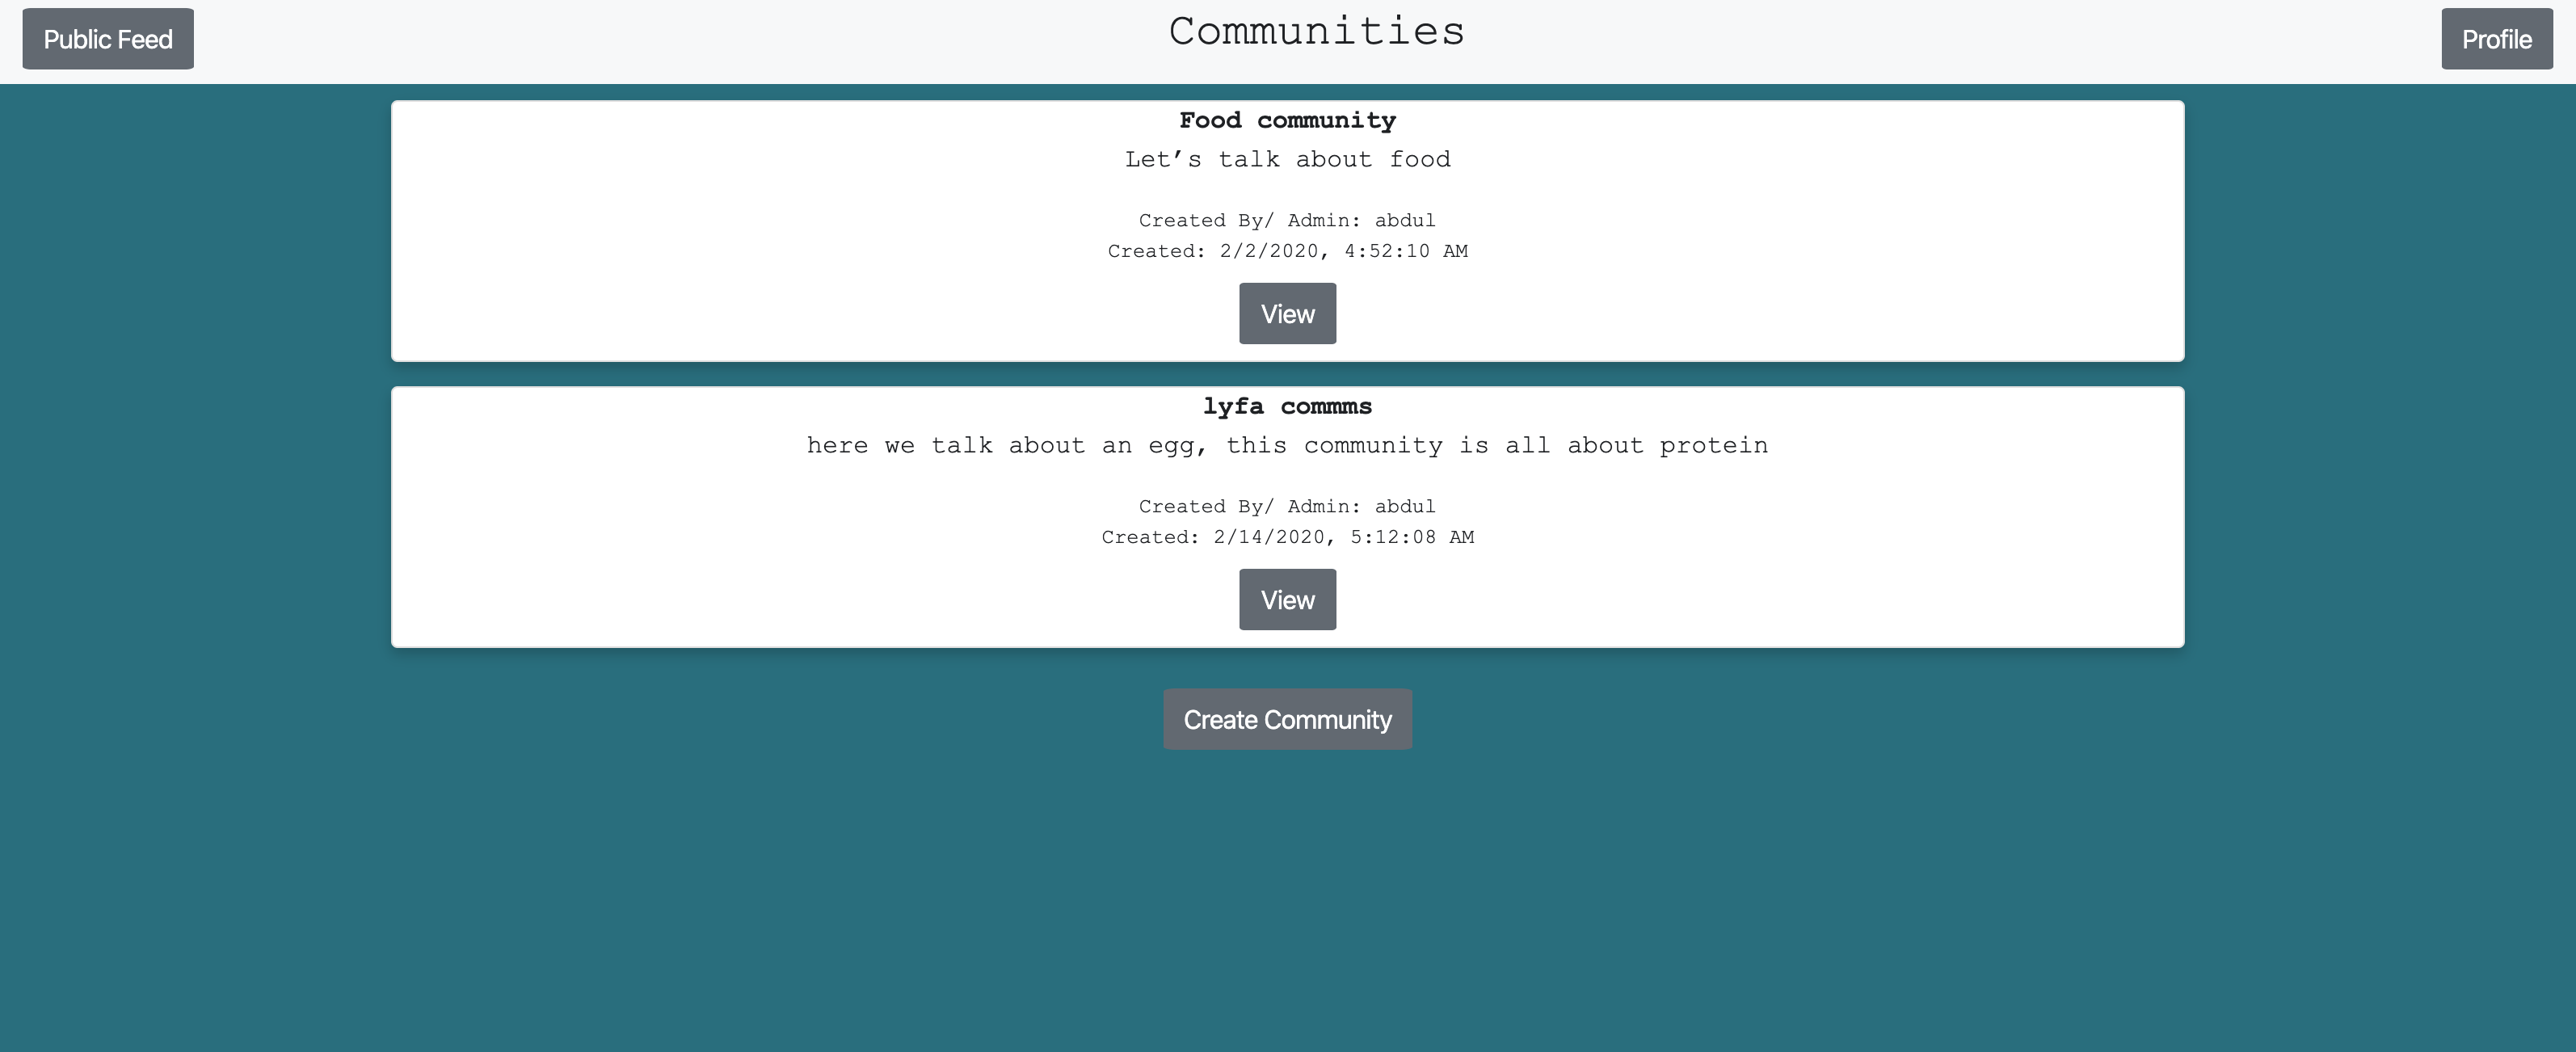 Public Feed
Communities
Profile
Food community
Let’s talk about food
Created By/ Admin: abdul
Created: 2/2/2020, 4:52:10 AM
View
lyfa commms
here we talk about an egg, this community is all about protein
Created By/ Admin: abdul
Created: 2/14/2020, 5:12:08 AM
View
Create Community